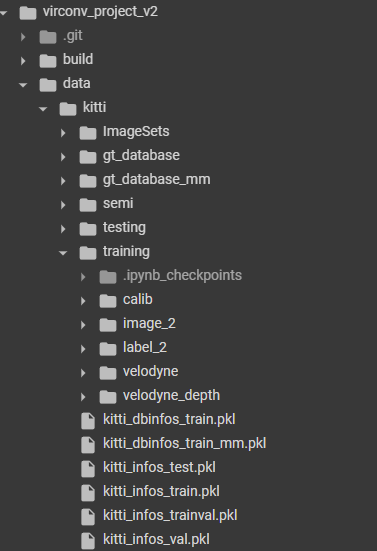 virconv_project_v2
.git
build
data
kitti
ImageSets
gt_database
gt_database_mm
semi
testing
training
.ipynb_checkpoints
calib
image_2
label_2
velodyne
velodyne_depth
kitti_dbinfos_train.pkl
kitti_dbinfos_train_mm.pkl
kitti_infos_test.pkl
kitti_infos_train.pkl
kitti_infos_trainval.pkl
kitti_infos_val.pkl